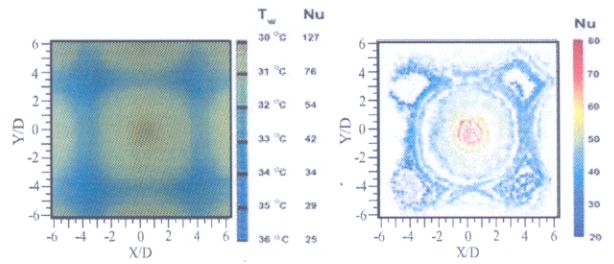 T_w Nu
30 °C 127
31 °C 76
32 °C 54
33 °C 42
34 °C 34
35 °C 29
36 °C 25
6
4
2
0
-2
-4
-6
Y/D
-6 -4 -2 0 2 4 6
X/D
Nu
80
70
60
50
40
30
20
6
4
2
0
-2
-4
-6
Y/D
-6 -4 -2 0 2 4 6
X/D